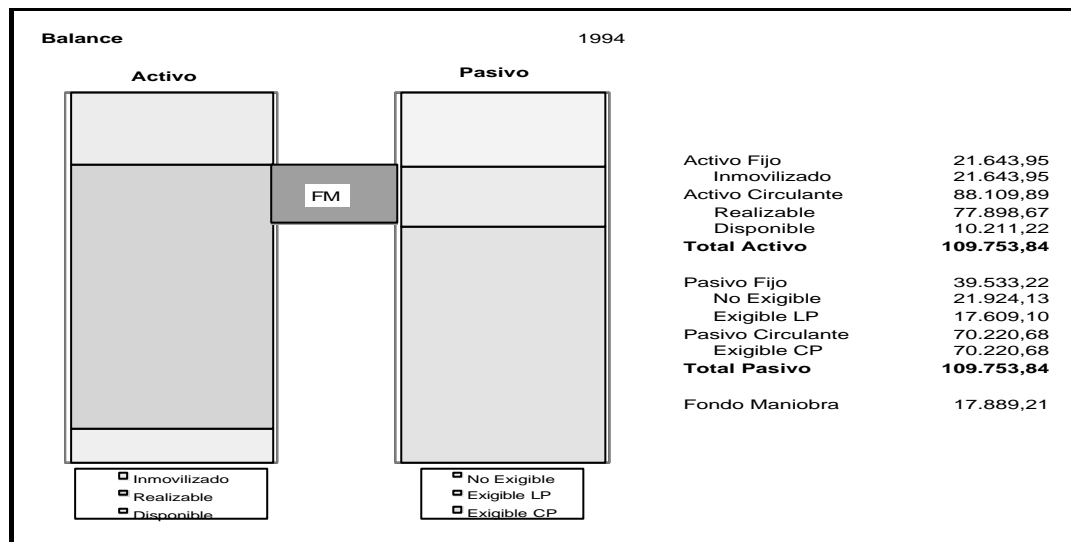 Balance 1994
Activo Pasivo
FM
Inmovilizado
Realizable
Disponible
No Exigible
Exigible LP
Exigible CP
Activo Fijo 21.643,95
Inmovilizado 21.643,95
Activo Circulante 88.109,89
Realizable 77.898,67
Disponible 10.211,22
Total Activo 109.753,84
Pasivo Fijo 39.533,22
No Exigible 21.924,13
Exigible LP 17.609,10
Pasivo Circulante 70.220,68
Exigible CP 70.220,68
Total Pasivo 109.753,84
Fondo Maniobra 17.889,21